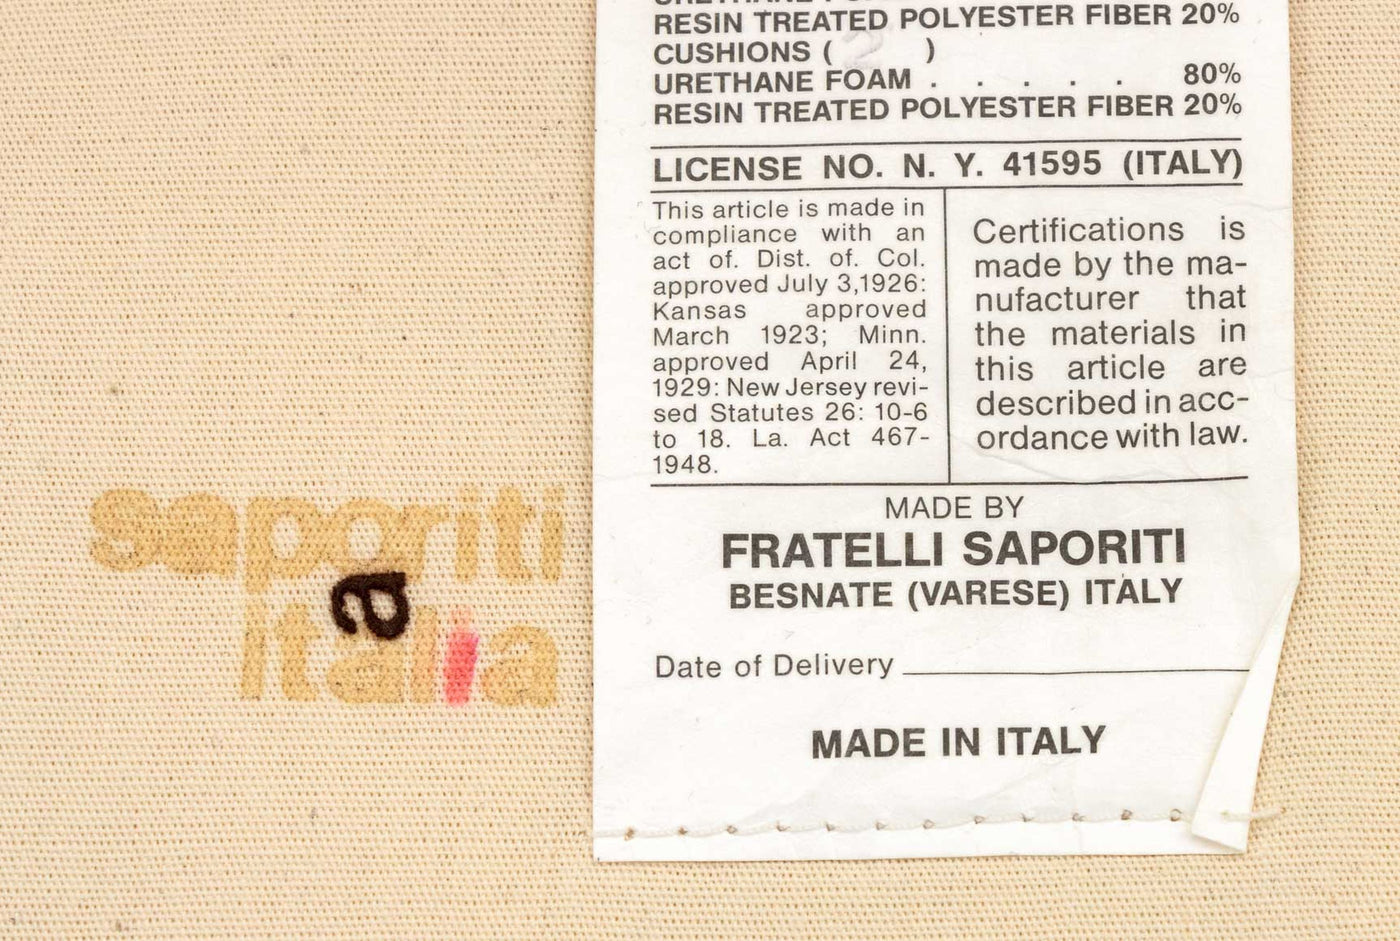 RESIN TREATED POLYESTER FIBER 20%
CUSHIONS ( 2 )
URETHANE FOAM . . . . . 80%
RESIN TREATED POLYESTER FIBER 20%
LICENSE NO. N. Y. 41595 (ITALY)
This article is made in
compliance with an
act of. Dist. of. Col.
approved July 3,1926:
Kansas approved
March 1923; Minn.
approved April 24,
1929: New Jersey revi-
sed Statutes 26: 10-6
to 18. La. Act 467-
1948.
Certifications is
made by the ma-
nufacturer that
the materials in
this article are
described in acc-
ordance with law.
MADE BY
FRATELLI SAPORITI
BESNATE (VARESE) ITALY
Date of Delivery
MADE IN ITALY
saporiti
a
italia